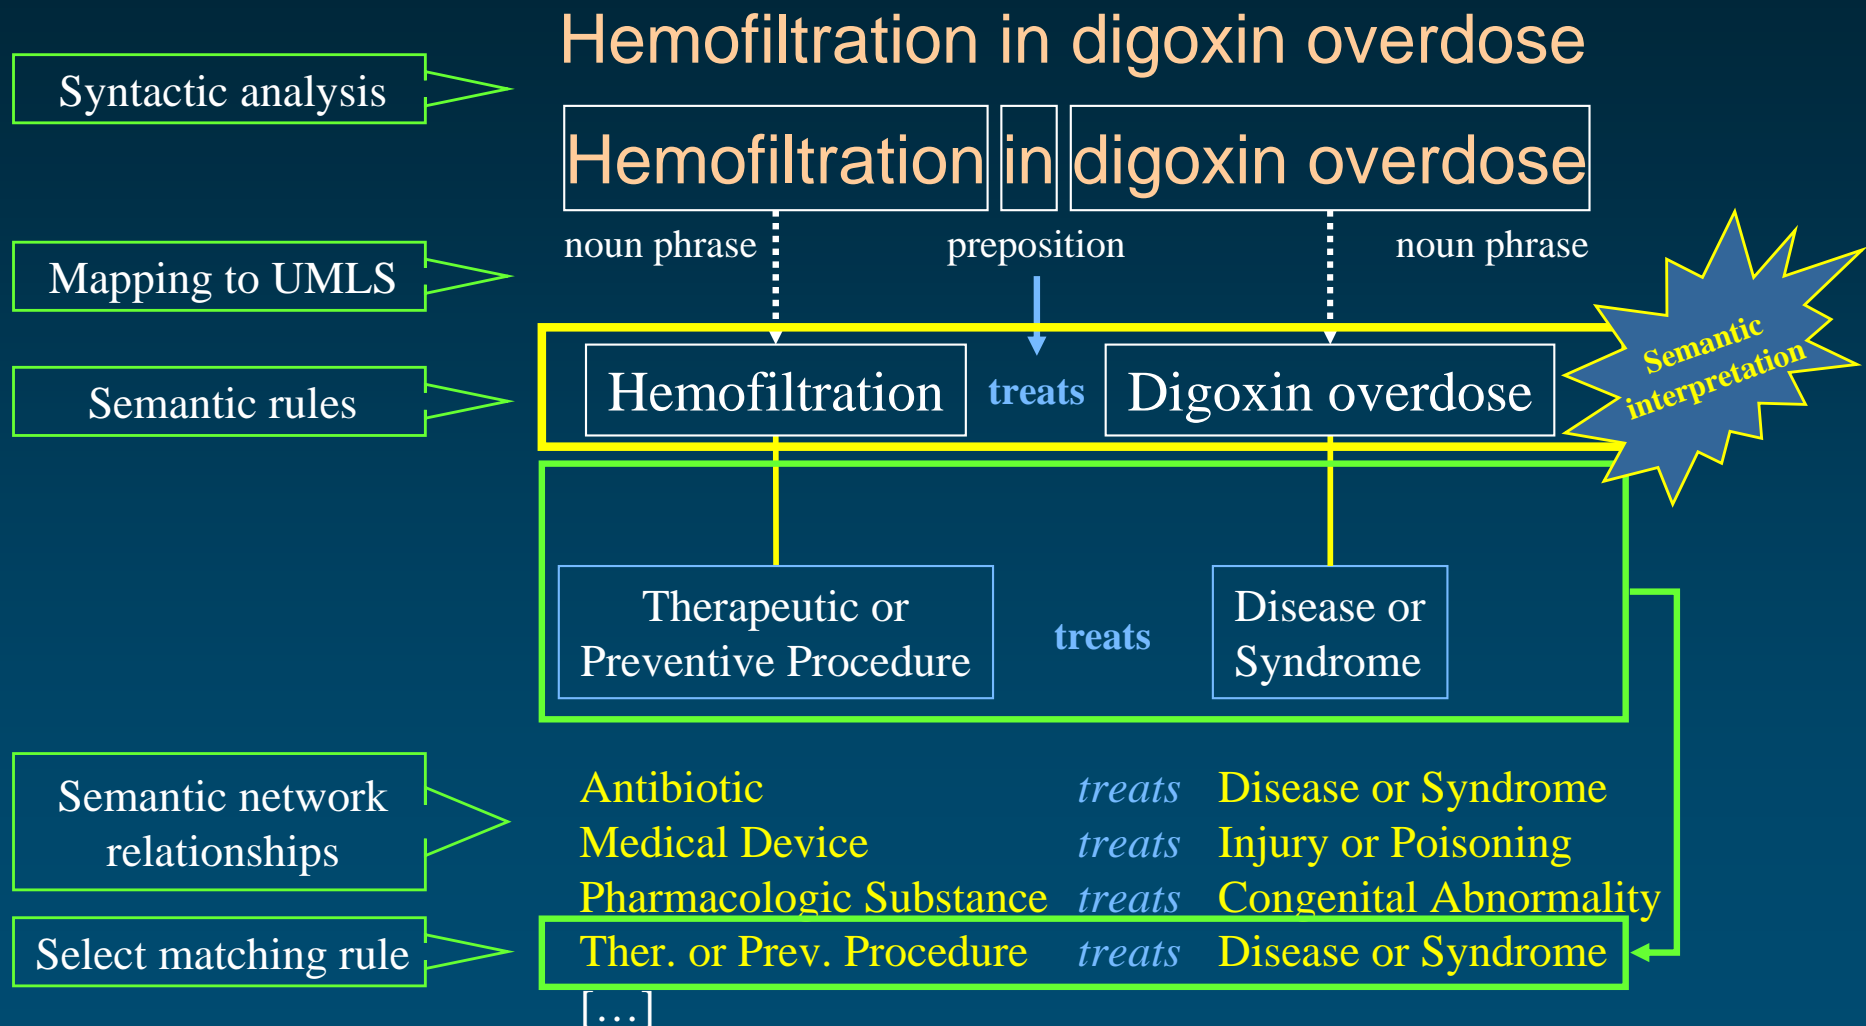 Hemofiltration in digoxin overdose
Syntactic analysis
Hemofiltration in digoxin overdose
noun phrase preposition noun phrase
Mapping to UMLS
Semantic
interpretation
Semantic rules
Hemofiltration treats Digoxin overdose
Therapeutic or
Preventive Procedure
treats
Disease or
Syndrome
Semantic network
relationships
Antibiotic treats Disease or Syndrome
Medical Device treats Injury or Poisoning
Pharmacologic Substance treats Congenital Abnormality
Select matching rule
Ther. or Prev. Procedure treats Disease or Syndrome
[…]